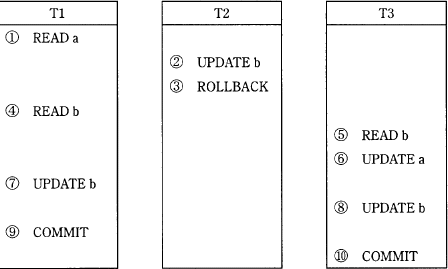 T1
T2
T3
① READ a
② UPDATE b
③ ROLLBACK
④ READ b
⑤ READ b
⑥ UPDATE a
⑦ UPDATE b
⑧ UPDATE b
⑨ COMMIT
⑩ COMMIT